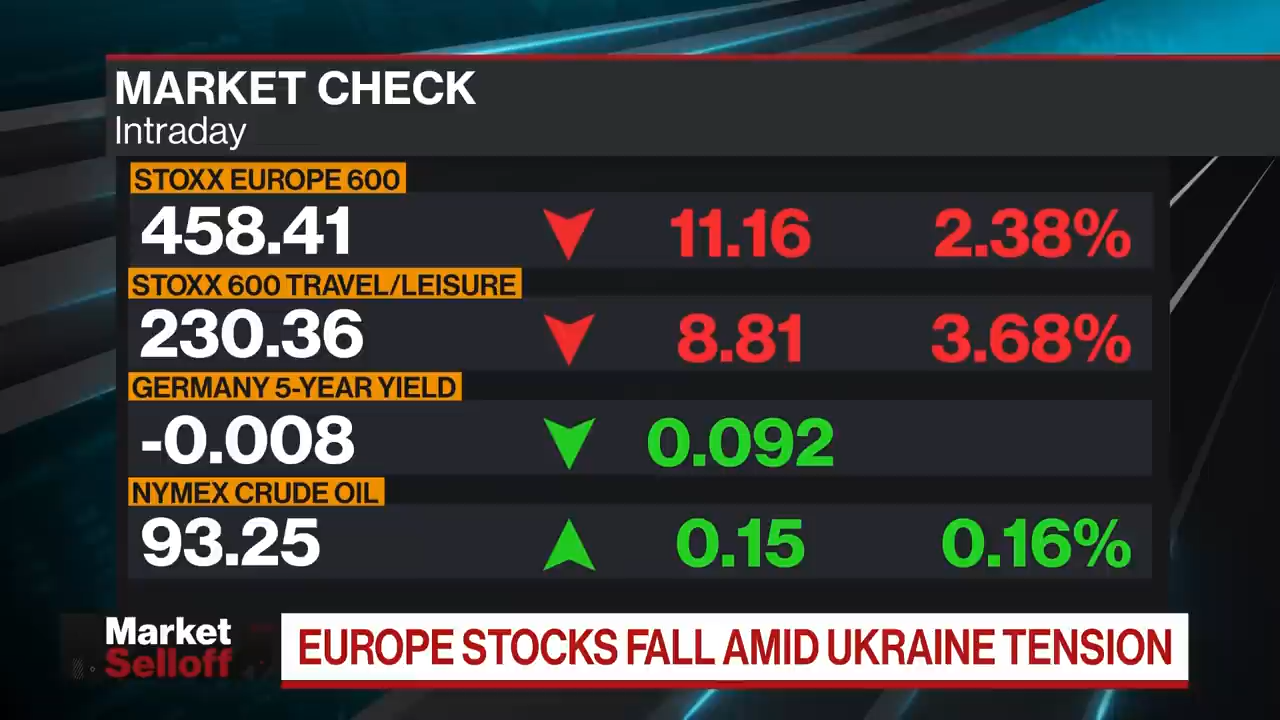 MARKET CHECK
Intraday
STOXX EUROPE 600
458.41 11.16 2.38%
STOXX 600 TRAVEL/LEISURE
230.36 8.81 3.68%
GERMANY 5-YEAR YIELD
-0.008 0.092
NYMEX CRUDE OIL
93.25 0.15 0.16%
Market
Selloff
EUROPE STOCKS FALL AMID UKRAINE TENSION